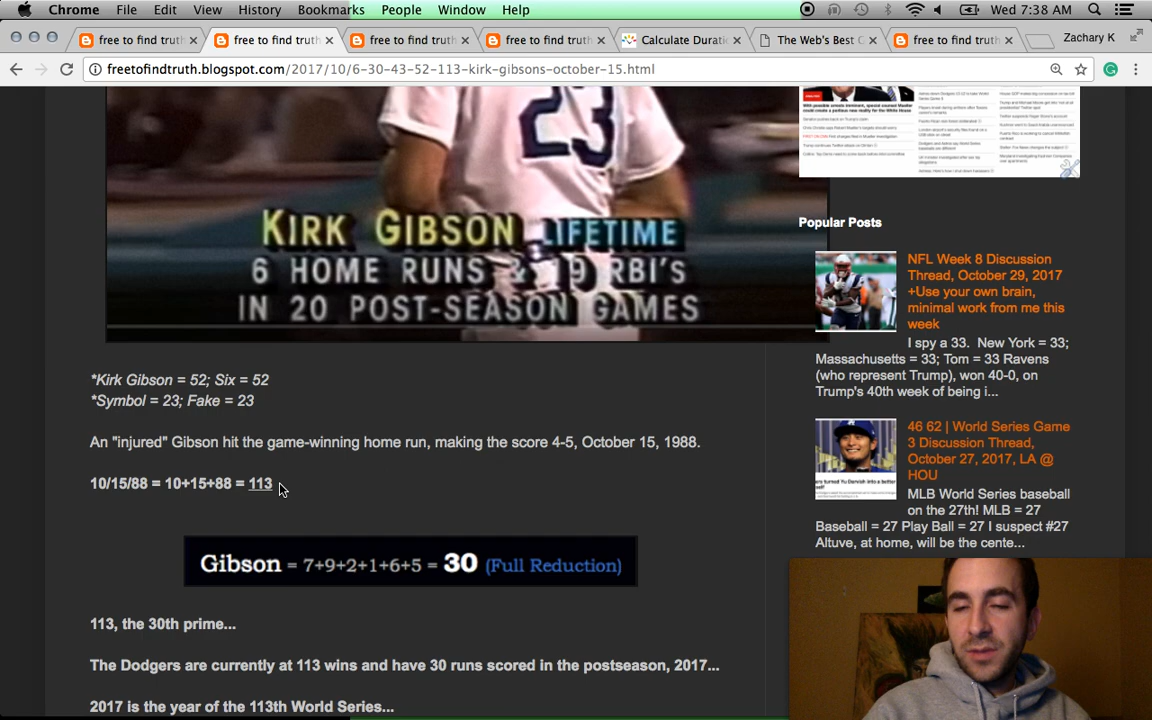 Chrome File Edit View History Bookmarks People Window Help Wed 7:38 AM
free to find truth: free to find truth: free to find truth: free to find truth: Calculate Durati The Web's Best G free to find truth: Zachary K
freetofindtruth.blogspot.com/2017/10/6-30-43-52-113-kirk-gibsons-october-15.html
23
KIRK GIBSON LIFETIME
6 HOME RUNS & 19 RBI'S
IN 20 POST-SEASON GAMES
*Kirk Gibson = 52; Six = 52
*Symbol = 23; Fake = 23
An "injured" Gibson hit the game-winning home run, making the score 4-5, October 15, 1988.
10/15/88 = 10+15+88 = 113
Gibson = 7+9+2+1+6+5 = 30 (Full Reduction)
113, the 30th prime...
The Dodgers are currently at 113 wins and have 30 runs scored in the postseason, 2017...
2017 is the year of the 113th World Series...
Popular Posts
NFL Week 8 Discussion
Thread, October 29, 2017
+Use your own brain,
minimal work from me this
week
I spy a 33. New York = 33;
Massachusetts = 33; Tom = 33 Ravens
(who represent Trump), won 40-0, on
Trump's 40th week of being i...
46 62 | World Series Game
3 Discussion Thread,
October 27, 2017, LA @
HOU
MLB World Series baseball
on the 27th! MLB = 27
Baseball = 27 Play Ball = 27 I suspect #27
Altuve, at home, will be the cente...